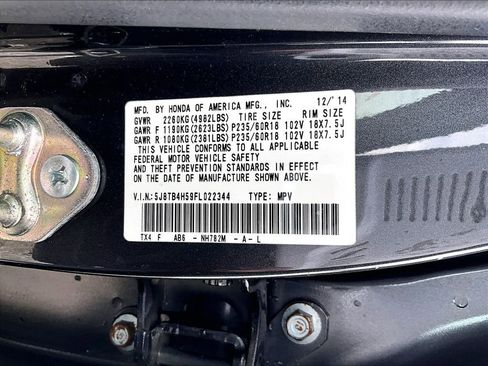 MFD. BY HONDA OF AMERICA MFG., INC. 12/'14
GVWR 2260KG(4982LBS) TIRE SIZE RIM SIZE
GAWR F 1190KG(2623LBS) P235/60R18 102V 18X7.5J
GAWR R 1080KG(2381LBS) P235/60R18 102V 18X7.5J
THIS VEHICLE CONFORMS TO ALL APPLICABLE
FEDERAL MOTOR VEHICLE SAFETY
AND THEFT PREVENTION STANDARDS IN EFFECT
ON THE DATE OF MANUFACTURE SHOWN ABOVE.
V.I.N:5J8TB4H59FL022344 TYPE: MPV
TX4 F AB6 - NH782M - A - L